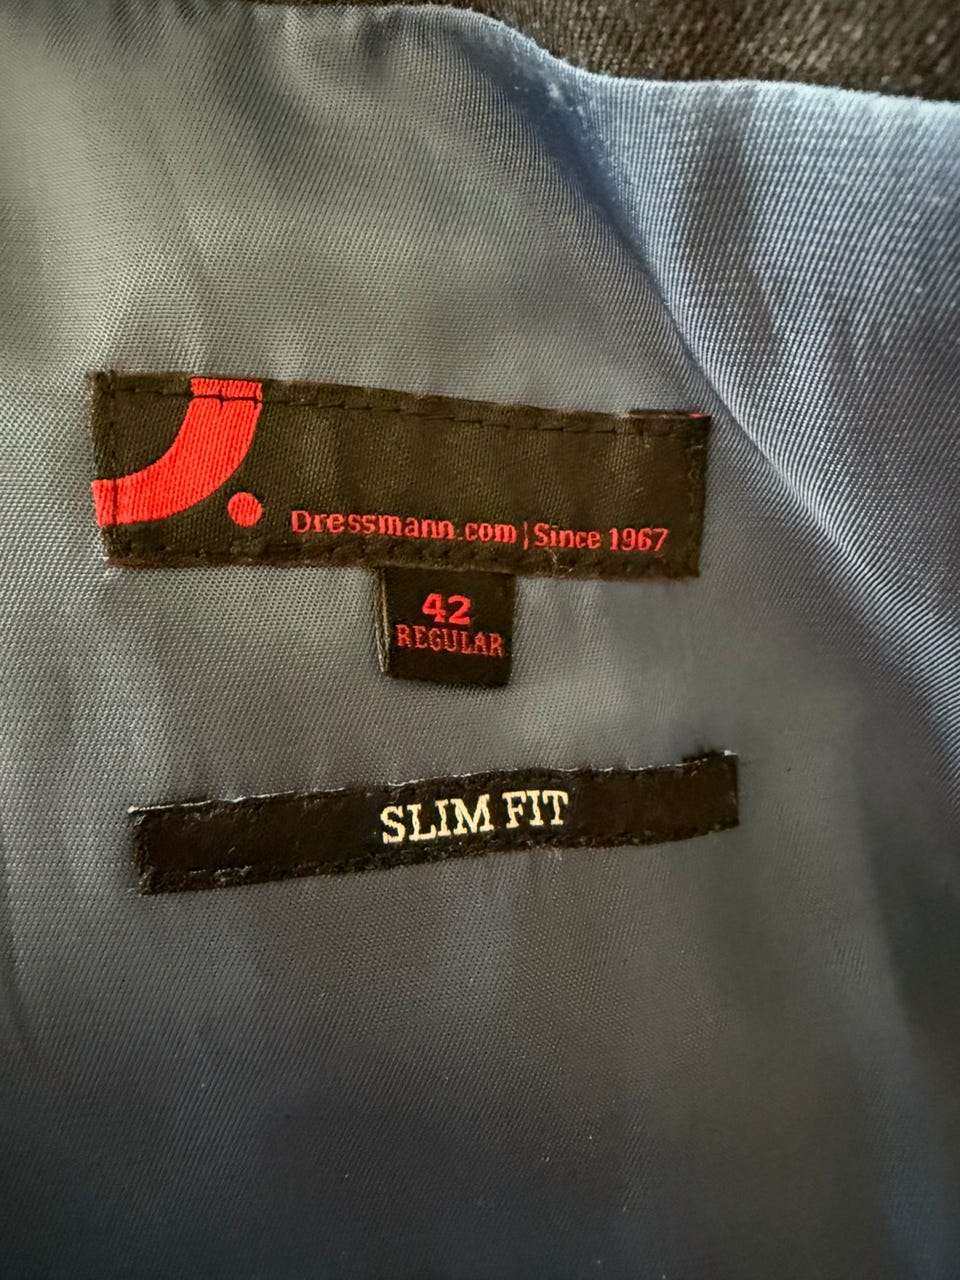 Dressmann.com | Since 1967
42
REGULAR
SLIM FIT